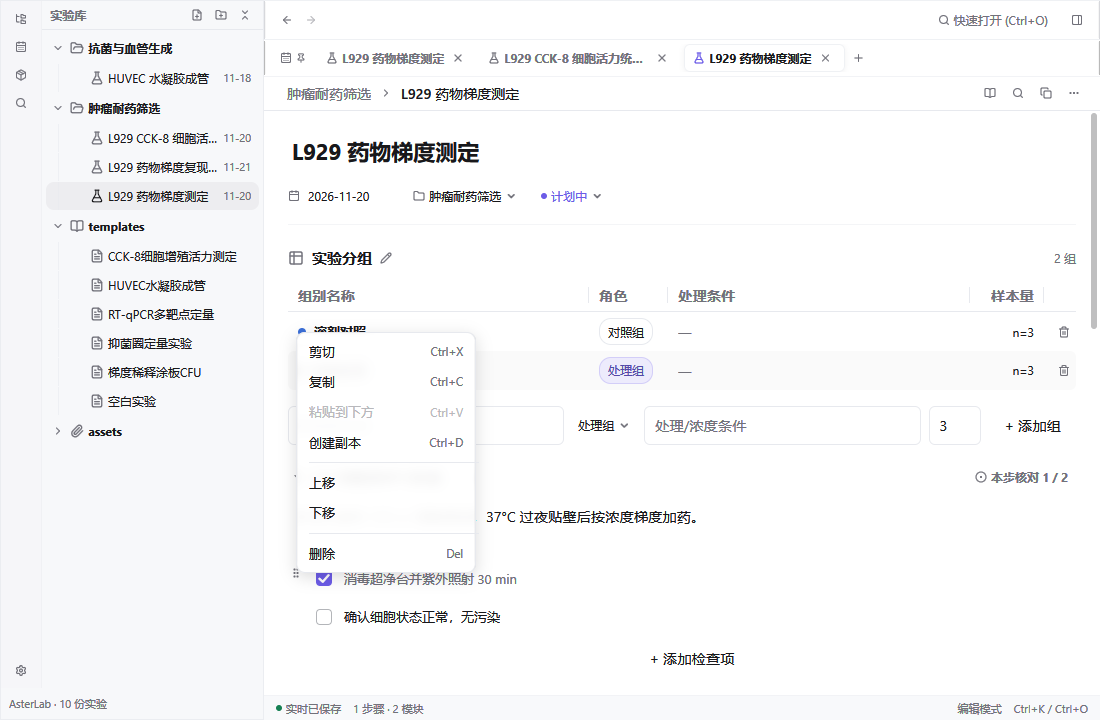 实验库
快速打开 (Ctrl+O)
抗菌与血管生成
HUVEC 水凝胶成管 11-18
肿瘤耐药筛选
L929 CCK-8 细胞活... 11-20
L929 药物梯度复现... 11-21
L929 药物梯度测定 11-20
templates
CCK-8细胞增殖活力测定
HUVEC水凝胶成管
RT-qPCR多靶点定量
抑菌圈定量实验
梯度稀释涂板CFU
空白实验
assets
AsterLab · 10 份实验
L929 药物梯度测定
L929 CCK-8 细胞活力统...
L929 药物梯度测定
肿瘤耐药筛选 > L929 药物梯度测定
L929 药物梯度测定
2026-11-20 肿瘤耐药筛选 计划中
实验分组 2 组
组别名称 角色 处理条件 样本量
溶剂对照 对照组 — n=3
处理组 — n=3
处理组 处理/浓度条件 3 + 添加组
剪切 Ctrl+X
复制 Ctrl+C
粘贴到下方 Ctrl+V
创建副本 Ctrl+D
上移
下移
删除 Del
本步核对 1 / 2
37°C 过夜贴壁后按浓度梯度加药。
消毒超净台并紫外照射 30 min
确认细胞状态正常，无污染
+ 添加检查项
实时已保存 1 步骤 · 2 模块
编辑模式 Ctrl+K / Ctrl+O